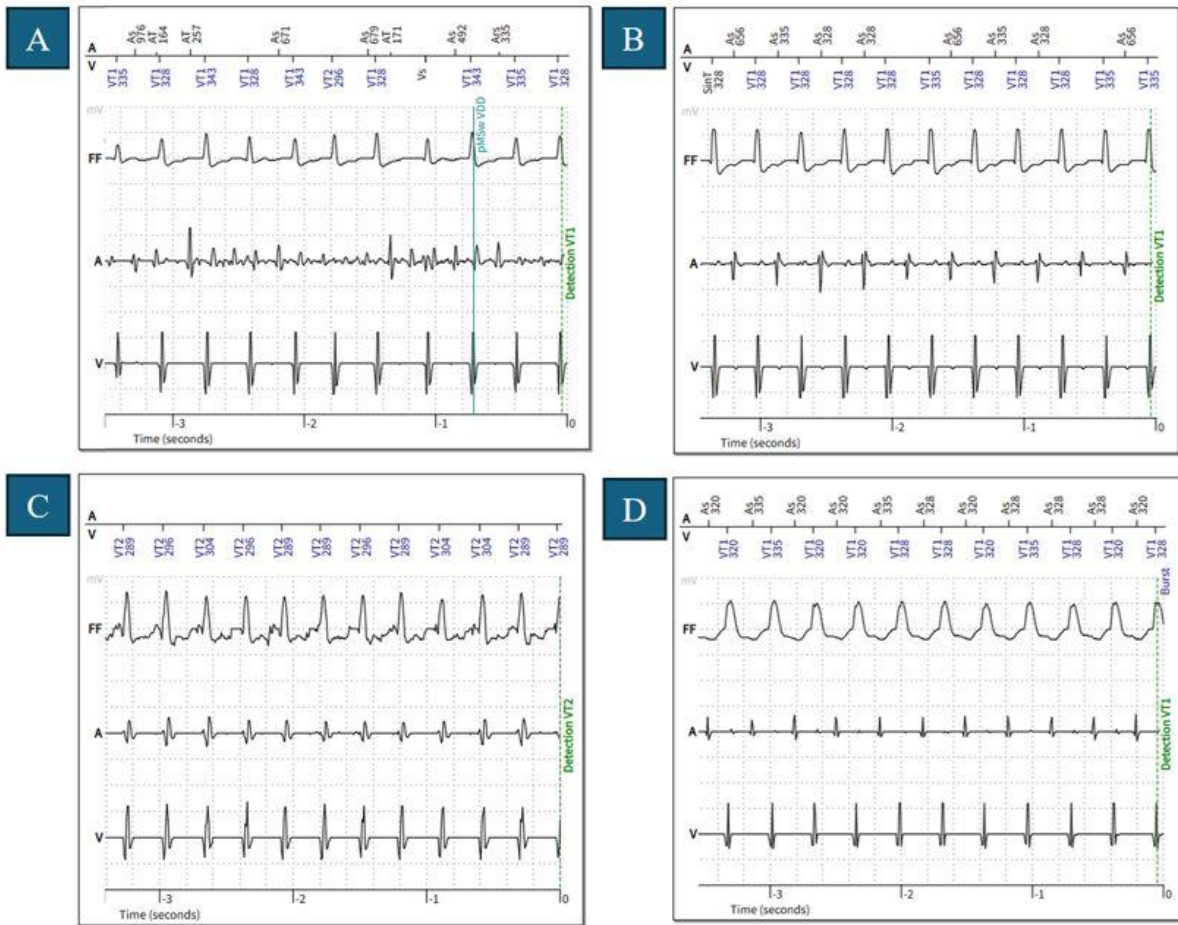 A
As 976 AT 164 AT 257 As 671 As 679 AT 171 As 492 Ars 335
A
V
VT1 335 VT1 328 VT1 343 VT1 328 VT1 343 VT2 296 VT1 328 Vs VT1 343 VT1 335 VT1 328
mV
pMSw VDD
FF
A
Detection VT1
V
-3 -2 -1 0
Time (seconds)
B
As 656 As 335 As 328 As 328 As 656 As 335 As 328 As 656
A
V
SinT 328 VT1 328 VT1 328 VT1 328 VT1 328 VT1 335 VT1 328 VT1 328 VT1 328 VT1 335 VT1 335
mV
FF
A
Detection VT1
V
-3 -2 -1 0
Time (seconds)
C
A
V
VT2 289 VT2 296 VT2 304 VT2 296 VT2 289 VT2 289 VT2 296 VT2 289 VT2 304 VT2 304 VT2 289 VT2 289
mV
FF
A
Detection VT2
V
-3 -2 -1 0
Time (seconds)
D
As 320 As 335 As 320 As 320 As 335 As 328 As 320 As 328 As 328 As 328 As 320
A
V
VT1 320 VT1 335 VT1 320 VT1 320 VT1 328 VT1 328 VT1 320 VT1 335 VT1 328 VT1 320 VT1 328
mV
Burst
FF
A
Detection VT1
V
-3 -2 -1 0
Time (seconds)